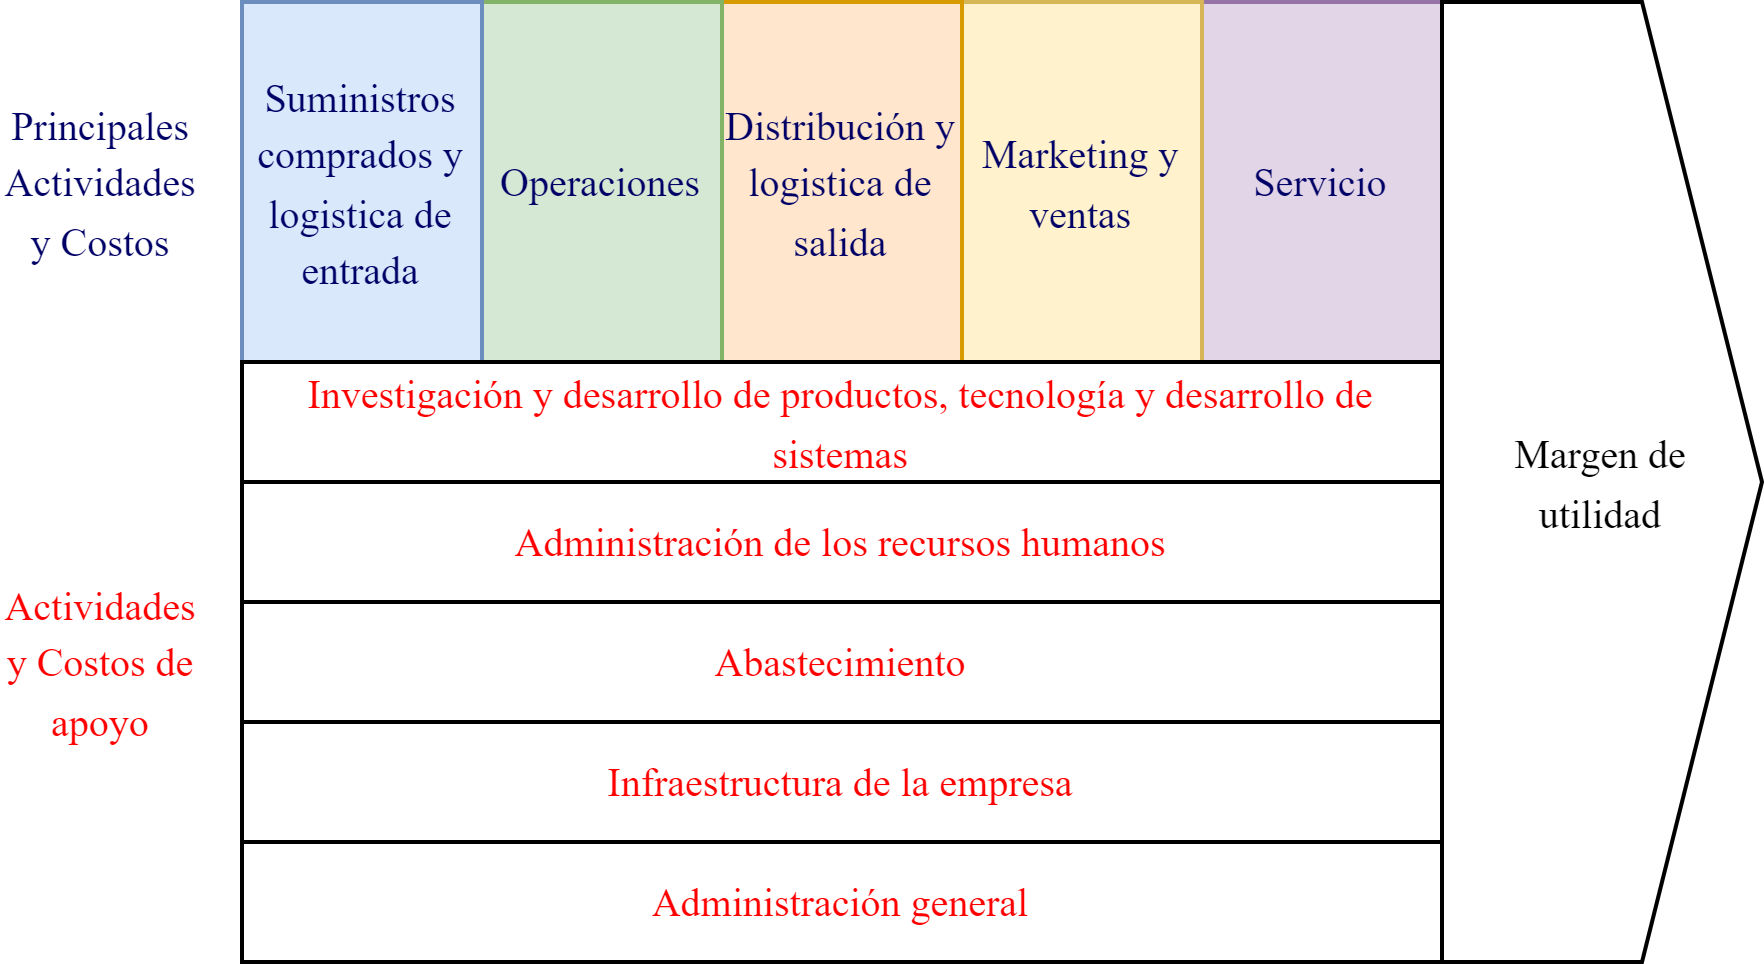 Principales
Actividades
y Costos
Suministros
comprados y
logistica de
entrada
Operaciones
Distribución y
logistica de
salida
Marketing y
ventas
Servicio
Investigación y desarrollo de productos, tecnología y desarrollo de
sistemas
Administración de los recursos humanos
Actividades
y Costos de
apoyo
Abastecimiento
Infraestructura de la empresa
Administración general
Margen de
utilidad